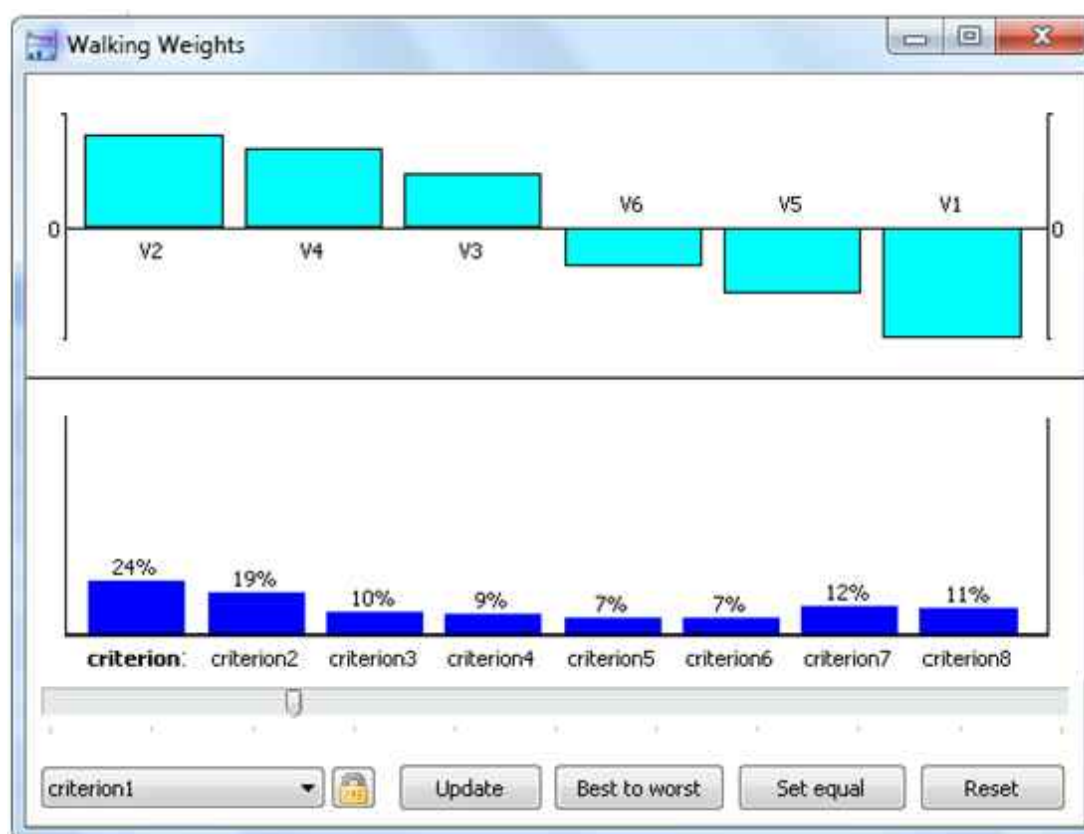 Walking Weights
V6 V5 V1
0 0
V2 V4 V3
24% 19% 10% 9% 7% 7% 12% 11%
criterion: criterion2 criterion3 criterion4 criterion5 criterion6 criterion7 criterion8
criterion1 Update Best to worst Set equal Reset